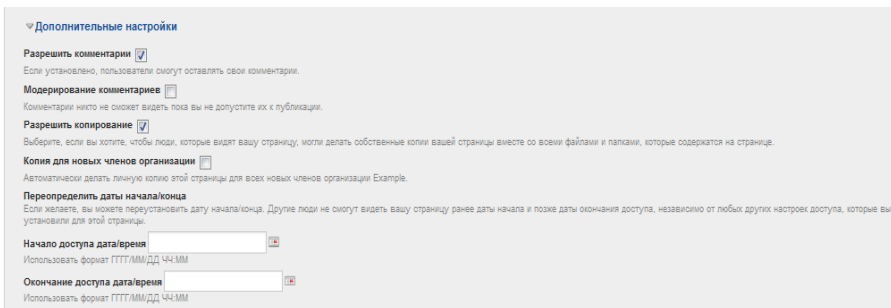 Дополнительные настройки
Разрешить комментарии
Если установлено, пользователи смогут оставлять свои комментарии.
Модерирование комментариев
Комментарии никто не сможет видеть пока вы не допустите их к публикации.
Разрешить копирование
Выберите, если вы хотите, чтобы люди, которые видят вашу страницу, могли делать собственные копии вашей страницы вместе со всеми файлами и папками, которые содержатся на странице.
Копия для новых членов организации
Автоматически делать личную копию этой страницы для всех новых членов организации Example.
Переопределить даты начала/конца
Если желаете, вы можете переустановить дату начала/конца. Другие люди не смогут видеть вашу страницу ранее даты начала и позже даты окончания доступа, независимо от любых других настроек доступа, которые вы
установили для этой страницы.
Начало доступа дата/время
Использовать формат ГГГГ/ММ/ДД ЧЧ:ММ
Окончание доступа дата/время
Использовать формат ГГГГ/ММ/ДД ЧЧ:ММ